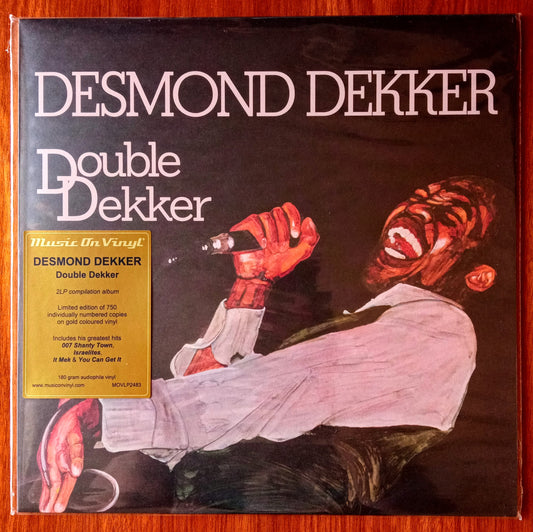 DESMOND DEKKER
Double
Dekker
Music On Vinyl
DESMOND DEKKER
Double Dekker
2LP compilation album
Limited edition of 750
individually numbered copies
on gold coloured vinyl
Includes his greatest hits
007 Shanty Town,
Israelites,
It Mek & You Can Get It
180 gram audiophile vinyl
www.musiconvinyl.com MOVLP2483